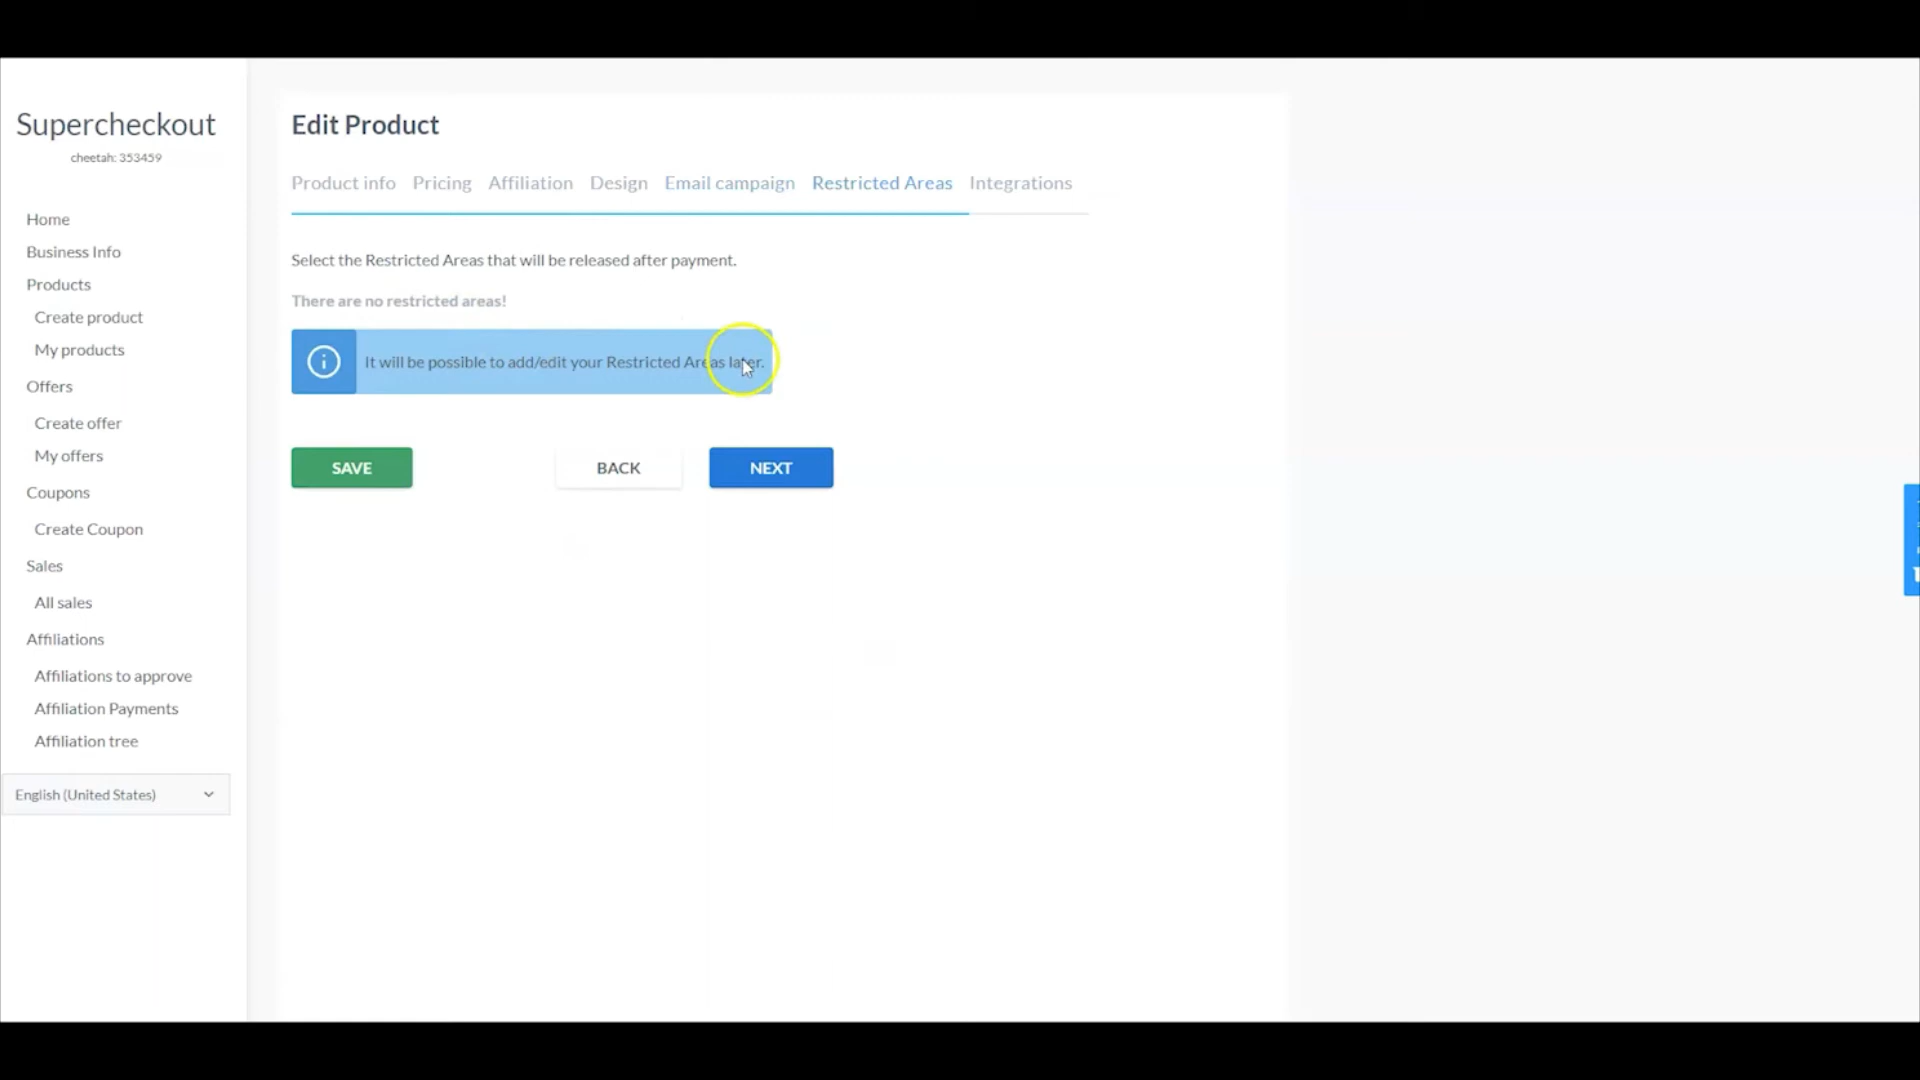 Supercheckout
cheetah: 353459
Home
Business Info
Products
Create product
My products
Offers
Create offer
My offers
Coupons
Create Coupon
Sales
All sales
Affiliations
Affiliations to approve
Affiliation Payments
Affiliation tree
English (United States)
Edit Product
Product info Pricing Affiliation Design Email campaign Restricted Areas Integrations
Select the Restricted Areas that will be released after payment.
There are no restricted areas!
It will be possible to add/edit your Restricted Areas later.
SAVE BACK NEXT